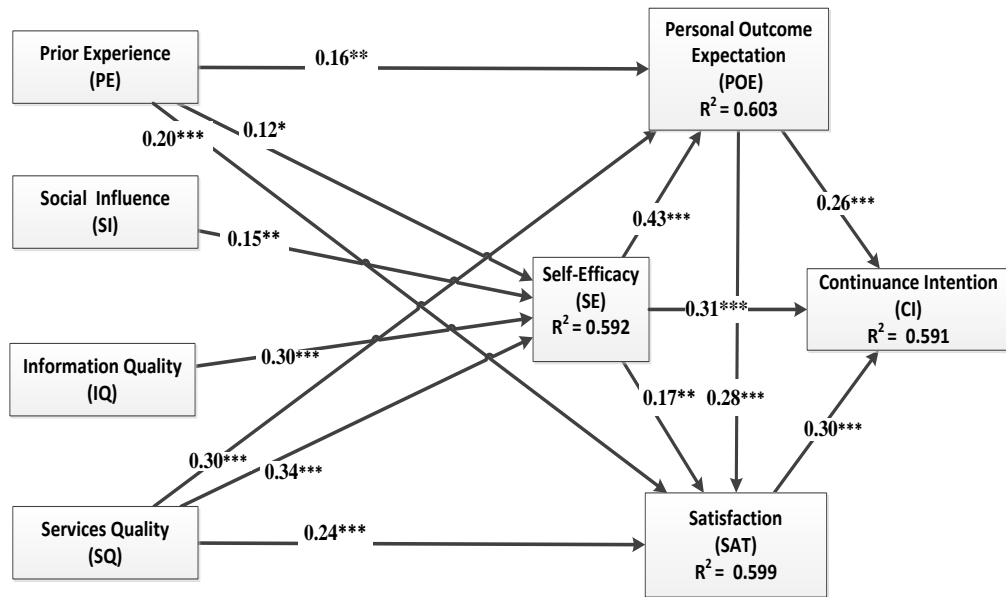 Prior Experience
(PE)
Social  Influence
(SI)
Information Quality
(IQ)
Services Quality
(SQ)
Personal Outcome
Expectation
(POE)
R² = 0.603
Self-Efficacy
(SE)
R² = 0.592
Continuance Intention
(CI)
R² = 0.591
Satisfaction
(SAT)
R² = 0.599
0.16**
0.12*
0.20***
0.15**
0.30***
0.30***
0.34***
0.24***
0.43***
0.31***
0.17**
0.28***
0.26***
0.30***